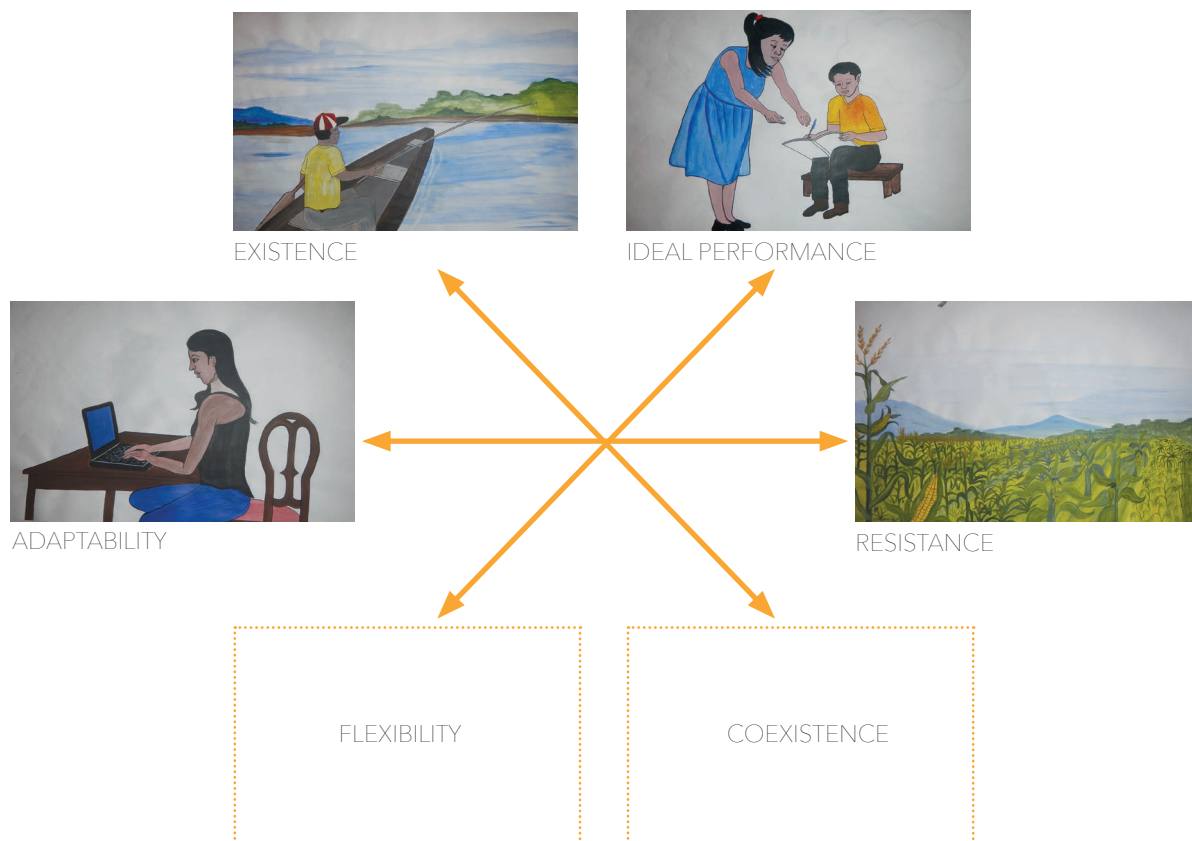 EXISTENCE
IDEAL PERFORMANCE
ADAPTABILITY
RESISTANCE
FLEXIBILITY
COEXISTENCE